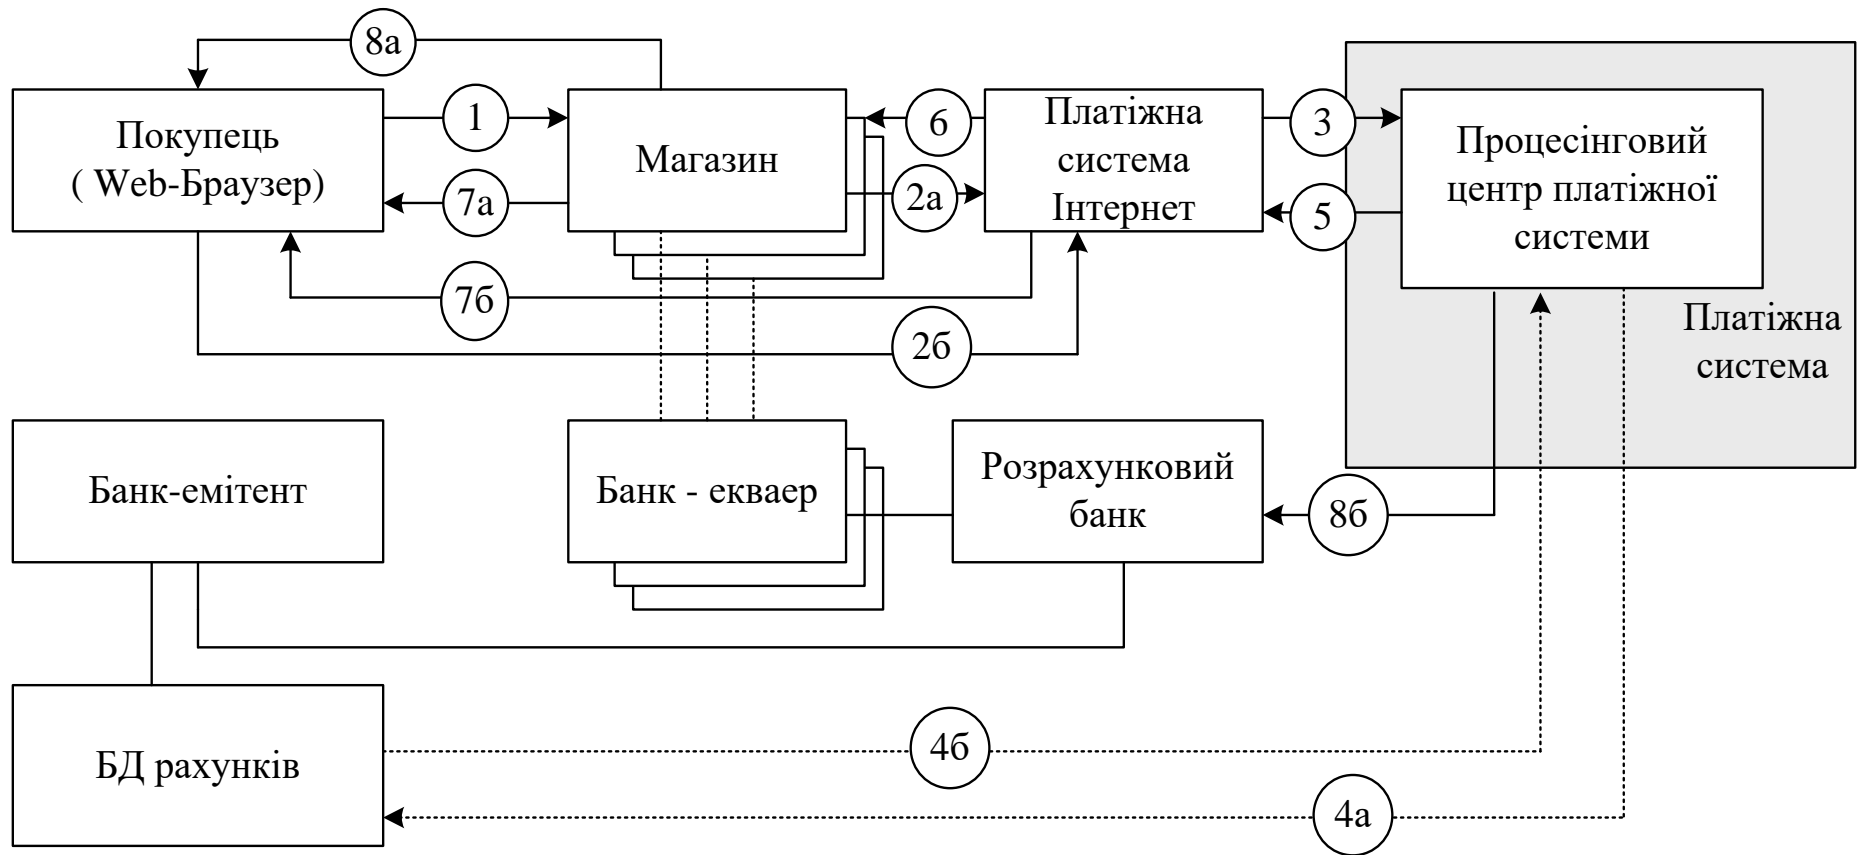 8а
Покупець
( Web-Браузер)
1
7а
Магазин
6
2а
Платіжна
система
Інтернет
3
5
Процесінговий
центр платіжної
системи
7б
2б
Платіжна
система
Банк-емітент
Банк - екваер
Розрахунковий
банк
8б
БД рахунків
4б
4а